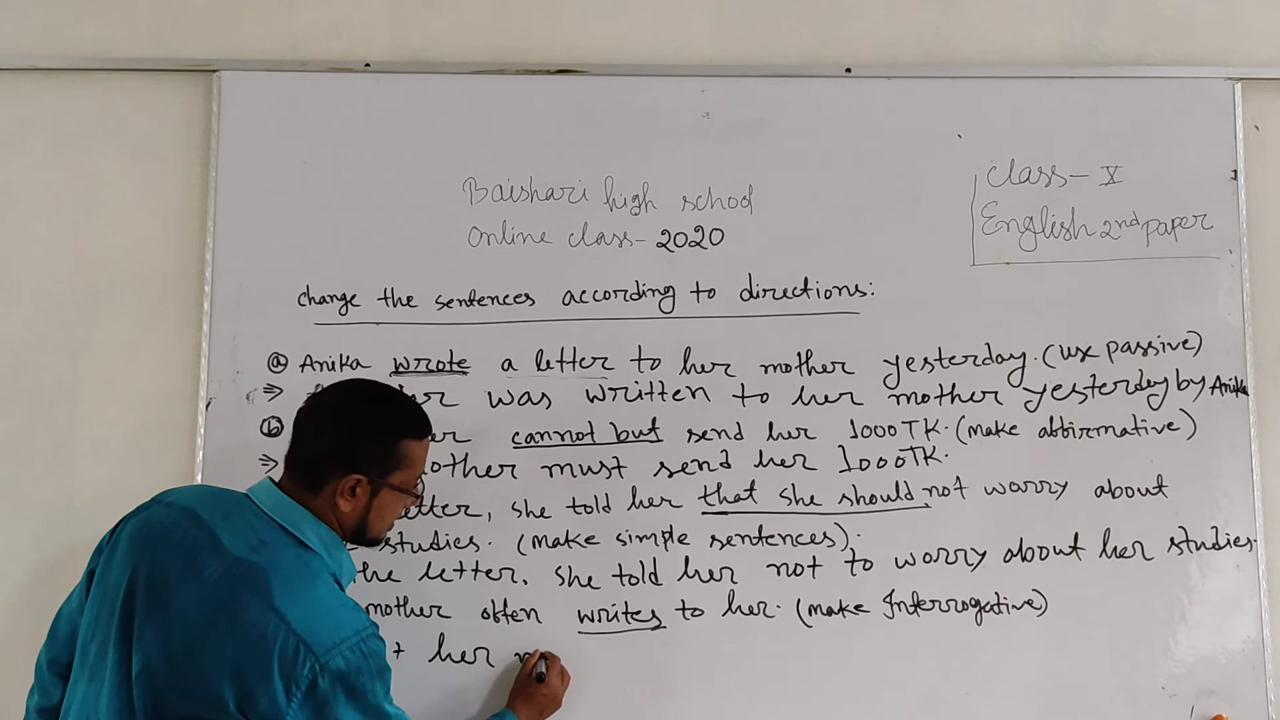 Baishari high school
Online class- 2020
class- X
English 2nd paper
change the sentences according to directions:
ⓐ Anika wrote a letter to her mother yesterday. (use passive)
⇒ was written to her mother yesterday by Anika
ⓑ cannot but send her 1000TK. (make abbirmative)
⇒ mother must send her 1000TK.
letter, she told her that she should not worry about
studies. (make simple sentences).
the letter, she told her not to worry about her studies.
mother often writes to her. (make Interrogative)
her